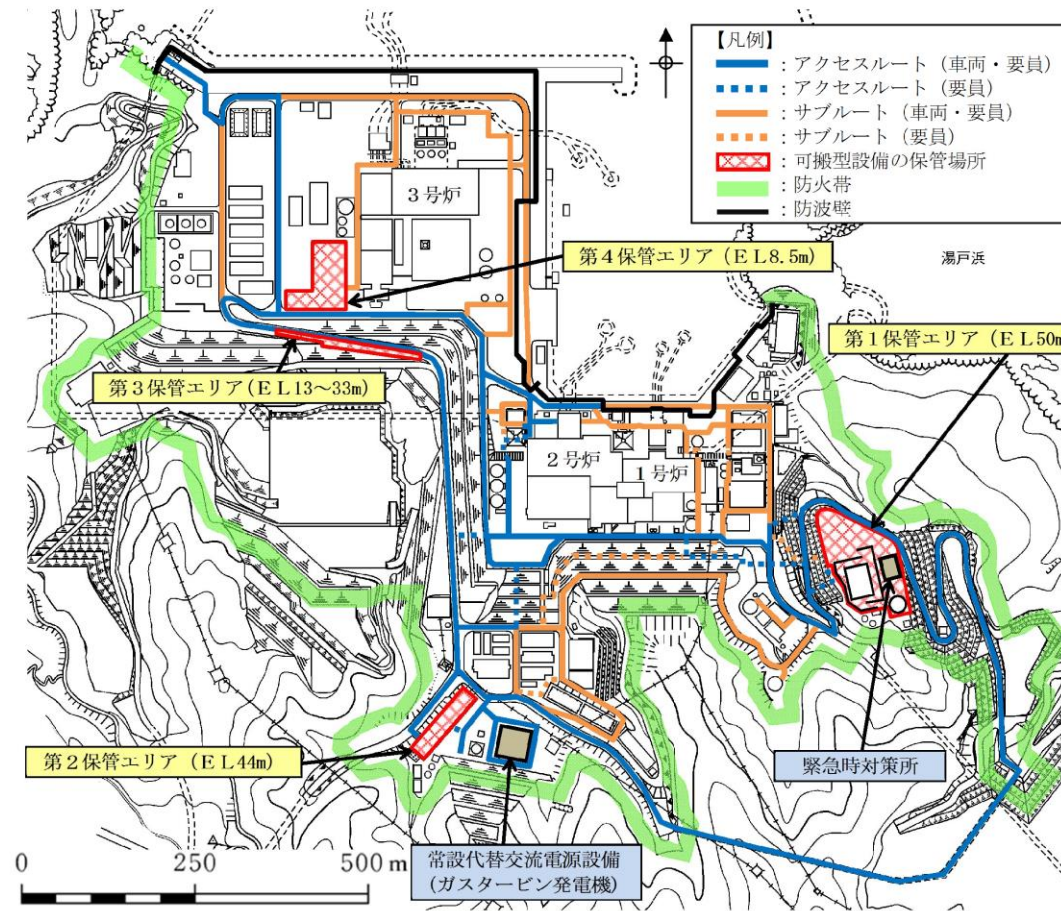 【凡例】
：アクセスルート（車両・要員）
：アクセスルート（要員）
：サブルート（車両・要員）
：サブルート（要員）
：可搬型設備の保管場所
：防火帯
：防波壁
3号炉
第4保管エリア（EL8.5m）
湯戸浜
第1保管エリア（EL50m
第3保管エリア(EL13～33m)
2号炉
1号炉
第2保管エリア（EL44m）
緊急時対策所
常設代替交流電源設備
(ガスタービン発電機)
0 250 500 m